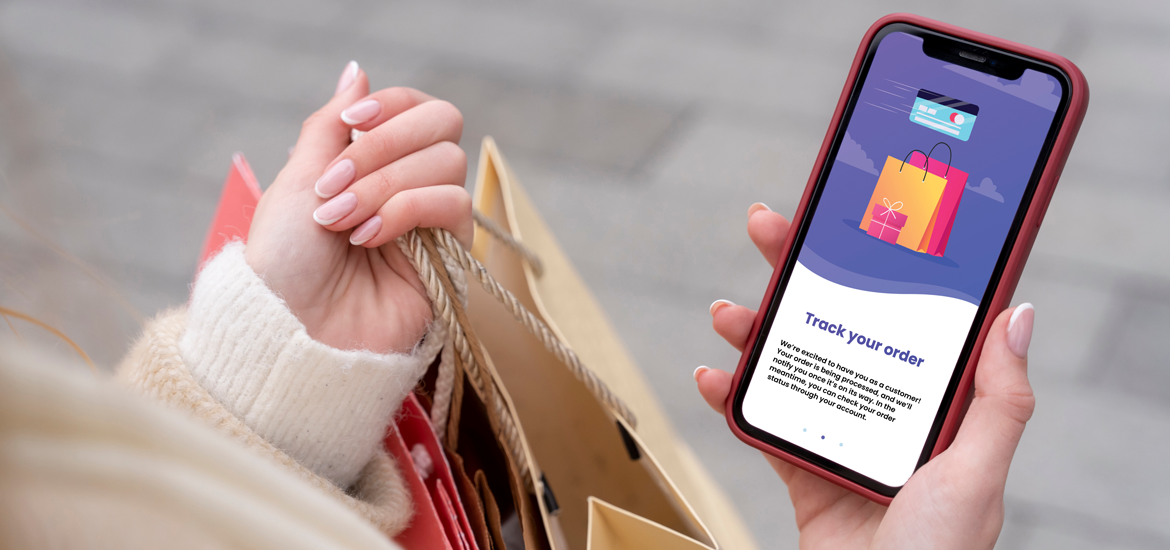 Track your order
We're excited to have you as a customer!
Your order is being processed, and we'll
notify you once it's on its way. In the
meantime, you can check your order
status through your account.